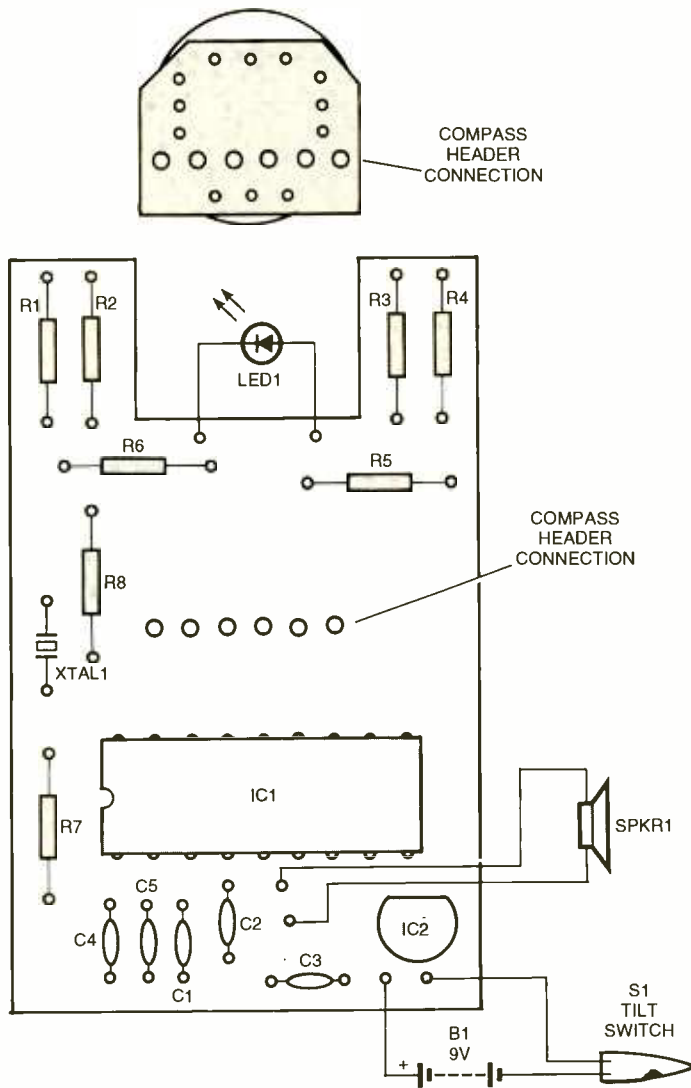 COMPASS
HEADER
CONNECTION
R1
R2
R3
R4
LED1
R6
R5
COMPASS
HEADER
CONNECTION
R8
XTAL1
IC1
R7
SPKR1
C5
C4
C2
IC2
C1
C3
S1
TILT
SWITCH
B1
9V
+